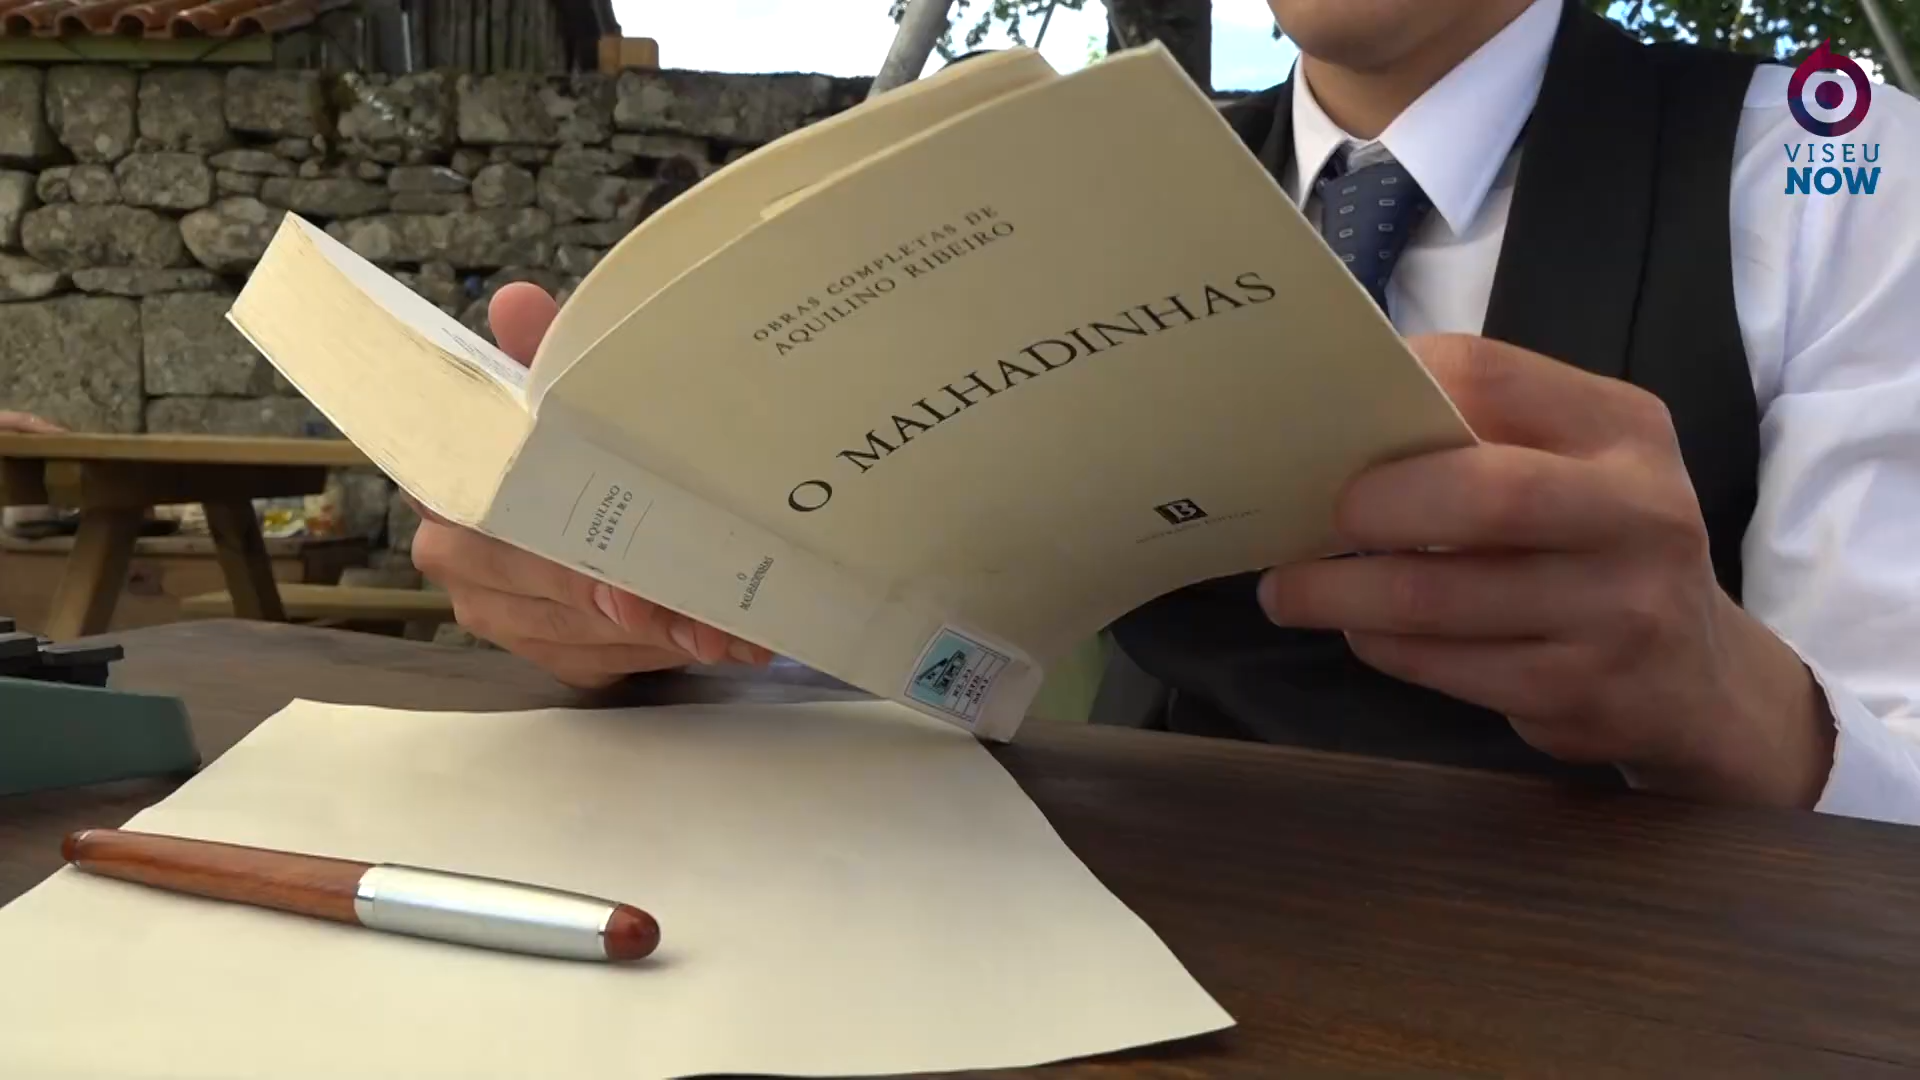 OBRAS COMPLETAS DE
AQUILINO RIBEIRO
O MALHADINHAS
B
AQUILINO
RIBEIRO
O
MALHADINHAS
VISEU
NOW